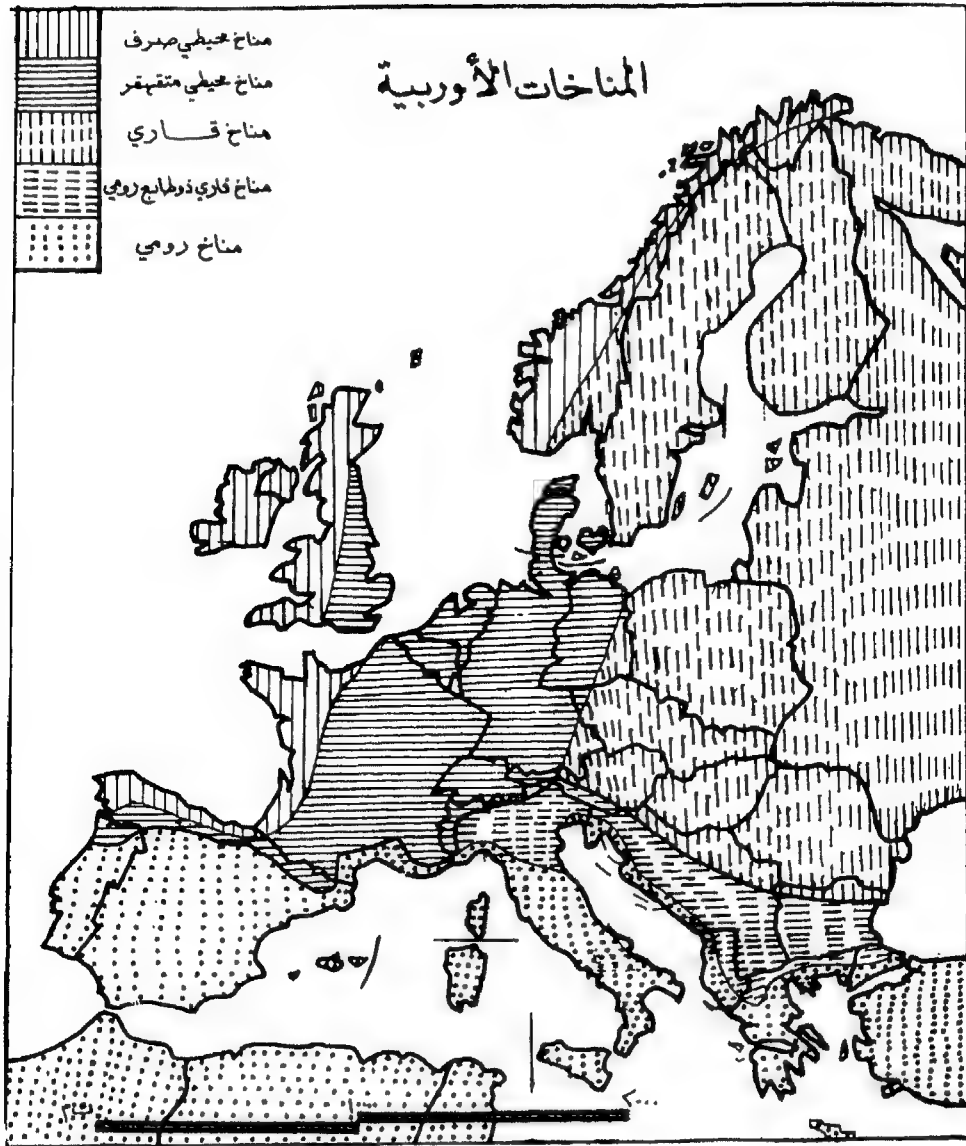 المناخات الأوربية
مناخ محيطي صرف
مناخ محيطي متقهقر
مناخ قاري
مناخ قاري ذو طابع رومي
مناخ رومي